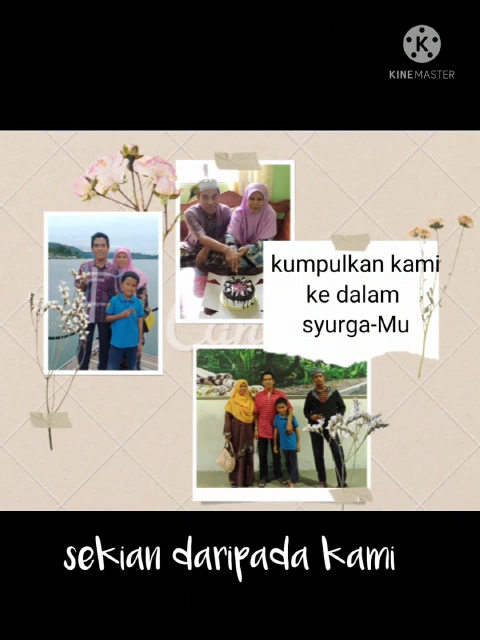 KINEMASTER
kumpulkan kami
ke dalam
syurga-Mu
sekian daripada kami